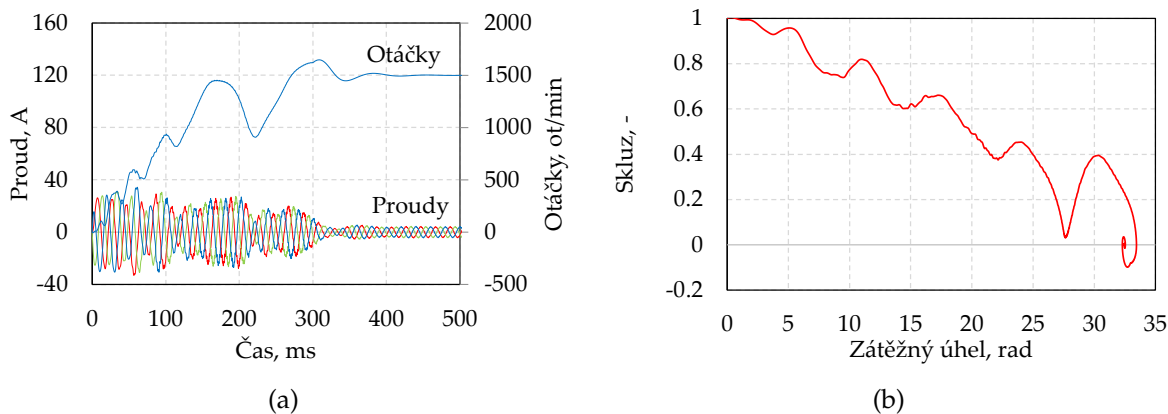 160
120
80
40
0
-40
Proud, A
2000
1500
1000
500
0
-500
Otáčky, ot/min
Otáčky
Proudy
0 100 200 300 400 500
Čas, ms
(a)
1
0.8
0.6
0.4
0.2
0
-0.2
Skluz, -
0 5 10 15 20 25 30 35
Zátěžný úhel, rad
(b)